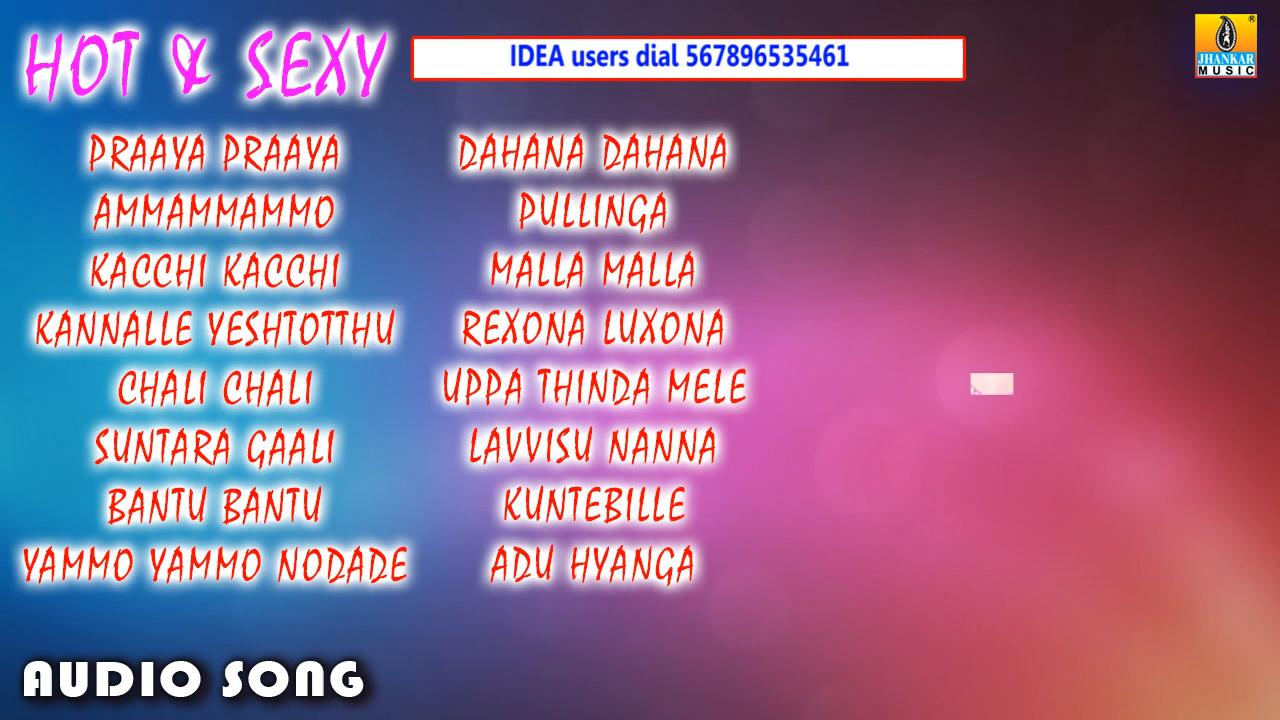 HOT & SEXY
IDEA users dial 567896535461
JHANKAR
MUSIC
®
PRAAYA PRAAYA
AMMAMMAMMO
KACCHI KACCHI
KANNALLE YESHTOTTHU
CHALI CHALI
SUNTARA GAALI
BANTU BANTU
YAMMO YAMMO NODADE
DAHANA DAHANA
PULLINGA
MALLA MALLA
REXONA LUXONA
UPPA THINDA MELE
LAVVISU NANNA
KUNTEBILLE
ADU HYANGA
AUDIO SONG